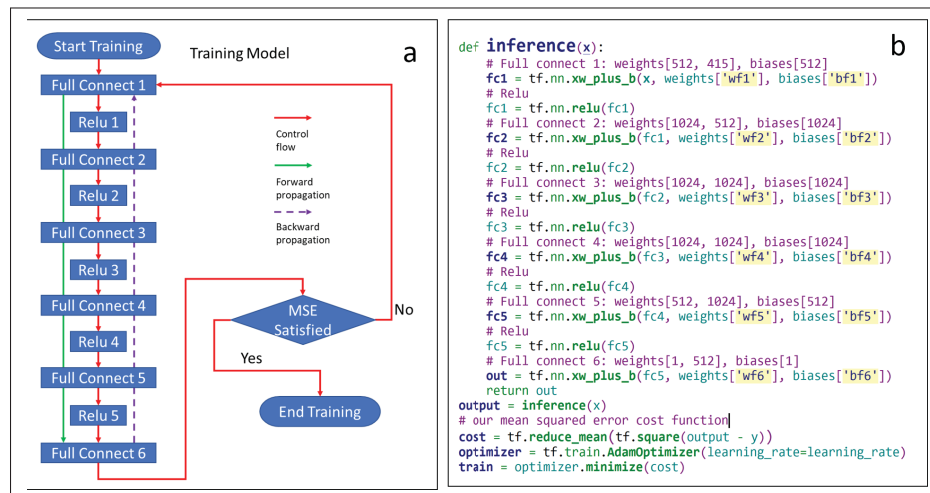 a
Start Training
Training Model
Full Connect 1
Relu 1
Full Connect 2
Relu 2
Full Connect 3
Relu 3
Full Connect 4
Relu 4
Full Connect 5
Relu 5
Full Connect 6
Control
flow
Forward
propagation
Backward
propagation
MSE
Satisfied
No
Yes
End Training
b
def inference(x):
# Full connect 1: weights[512, 415], biases[512]
fc1 = tf.nn.xw_plus_b(x, weights['wf1'], biases['bf1'])
# Relu
fc1 = tf.nn.relu(fc1)
# Full connect 2: weights[1024, 512], biases[1024]
fc2 = tf.nn.xw_plus_b(fc1, weights['wf2'], biases['bf2'])
# Relu
fc2 = tf.nn.relu(fc2)
# Full connect 3: weights[1024, 1024], biases[1024]
fc3 = tf.nn.xw_plus_b(fc2, weights['wf3'], biases['bf3'])
# Relu
fc3 = tf.nn.relu(fc3)
# Full connect 4: weights[1024, 1024], biases[1024]
fc4 = tf.nn.xw_plus_b(fc3, weights['wf4'], biases['bf4'])
# Relu
fc4 = tf.nn.relu(fc4)
# Full connect 5: weights[512, 1024], biases[512]
fc5 = tf.nn.xw_plus_b(fc4, weights['wf5'], biases['bf5'])
# Relu
fc5 = tf.nn.relu(fc5)
# Full connect 6: weights[1, 512], biases[1]
out = tf.nn.xw_plus_b(fc5, weights['wf6'], biases['bf6'])
return out
output = inference(x)
# our mean squared error cost function
cost = tf.reduce_mean(tf.square(output - y))
optimizer = tf.train.AdamOptimizer(learning_rate=learning_rate)
train = optimizer.minimize(cost)